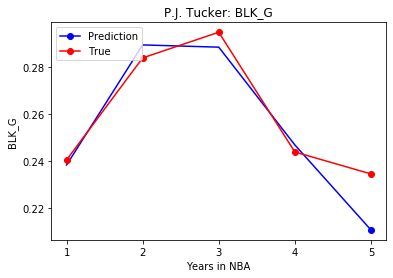 P.J. Tucker: BLK_G
Prediction
True
0.28
0.26
0.24
0.22
BLK_G
1 2 3 4 5
Years in NBA